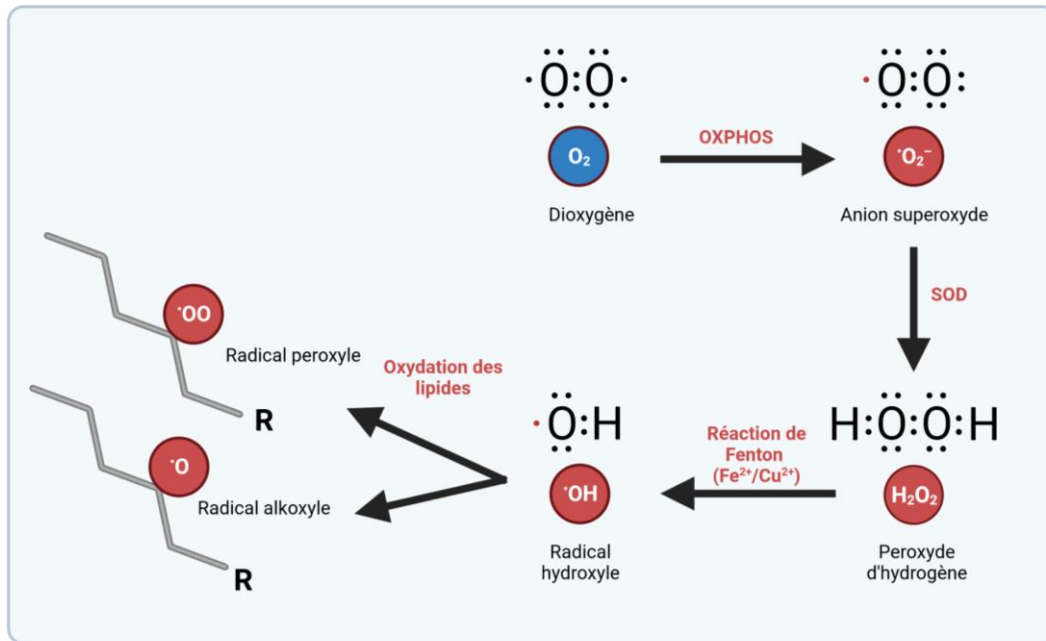 ·O:O·
O₂
Dioxygène
OXPHOS
·O:O:
·O₂⁻
Anion superoxyde
SOD
H:O:O:H
H₂O₂
Peroxyde
d'hydrogène
Réaction de
Fenton
(Fe²⁺/Cu²⁺)
·O:H
·OH
Radical
hydroxyle
Oxydation des
lipides
·OO
Radical peroxyle
R
·O
Radical alkoxyle
R